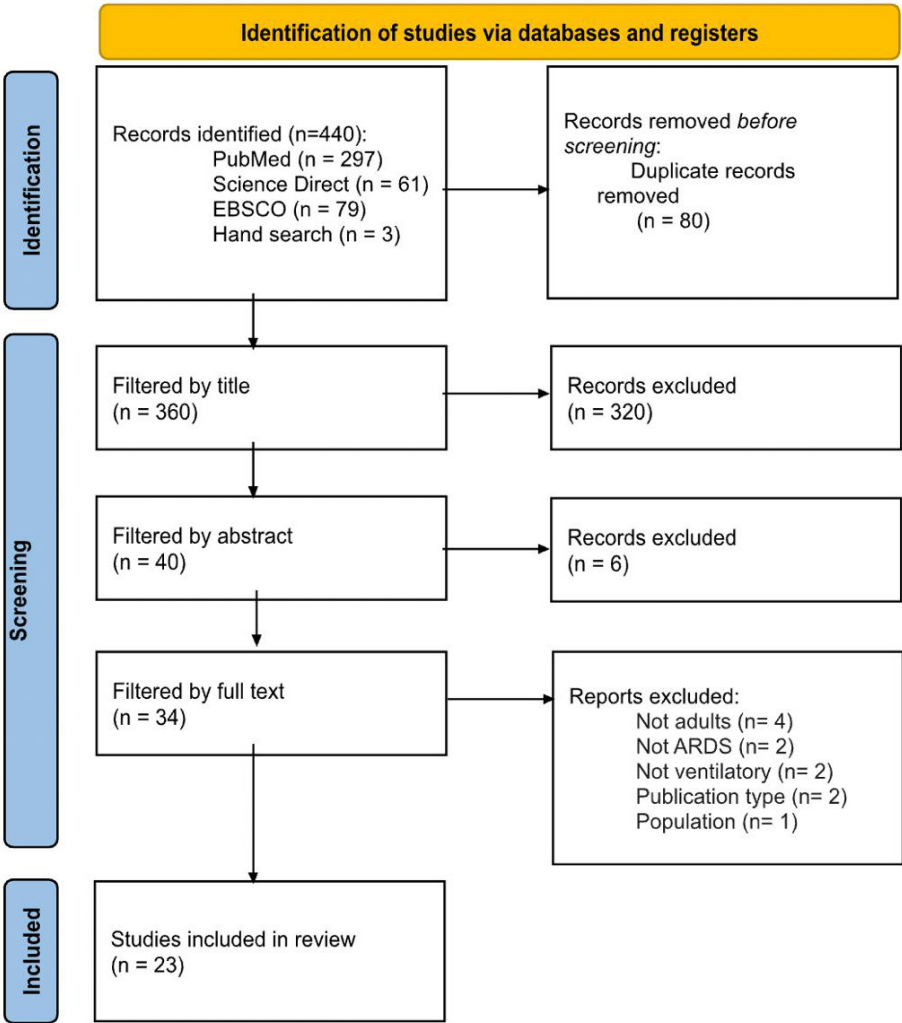 Identification of studies via databases and registers
Identification
Records identified (n=440):
PubMed (n = 297)
Science Direct (n = 61)
EBSCO (n = 79)
Hand search (n = 3)
Records removed before
screening:
Duplicate records
removed
(n = 80)
Screening
Filtered by title
(n = 360)
Records excluded
(n = 320)
Filtered by abstract
(n = 40)
Records excluded
(n = 6)
Filtered by full text
(n = 34)
Reports excluded:
Not adults (n= 4)
Not ARDS (n= 2)
Not ventilatory (n= 2)
Publication type (n= 2)
Population (n= 1)
Included
Studies included in review
(n = 23)